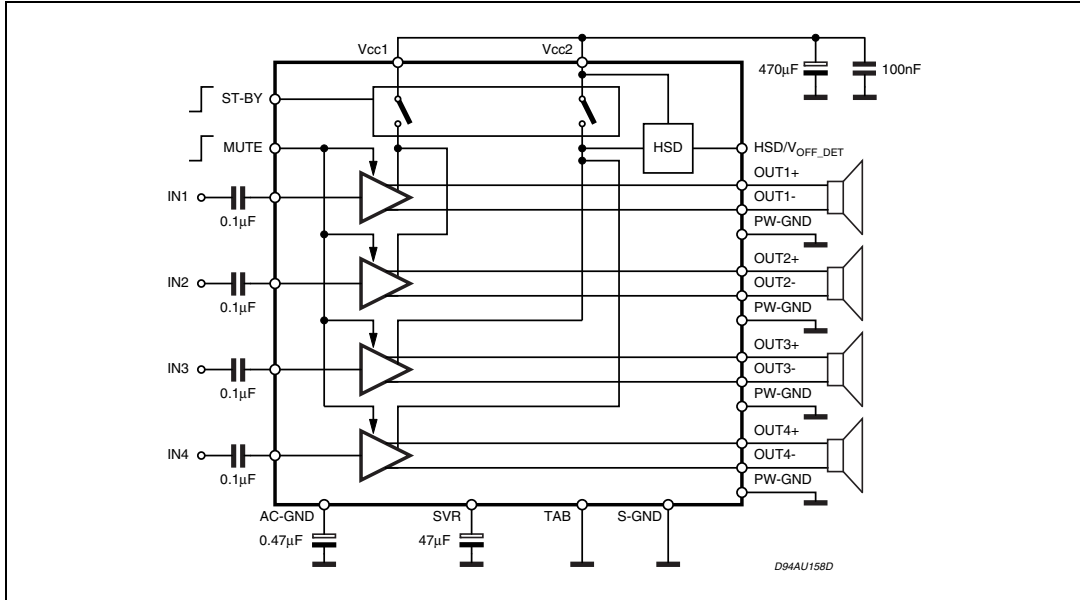 Vcc1
Vcc2
470µF
100nF
ST-BY
MUTE
HSD
HSD/VOFF_DET
OUT1+
IN1
OUT1-
0.1µF
PW-GND
OUT2+
IN2
OUT2-
0.1µF
PW-GND
OUT3+
IN3
OUT3-
0.1µF
PW-GND
OUT4+
IN4
OUT4-
0.1µF
PW-GND
AC-GND
SVR
TAB
S-GND
0.47µF
47µF
D94AU158D